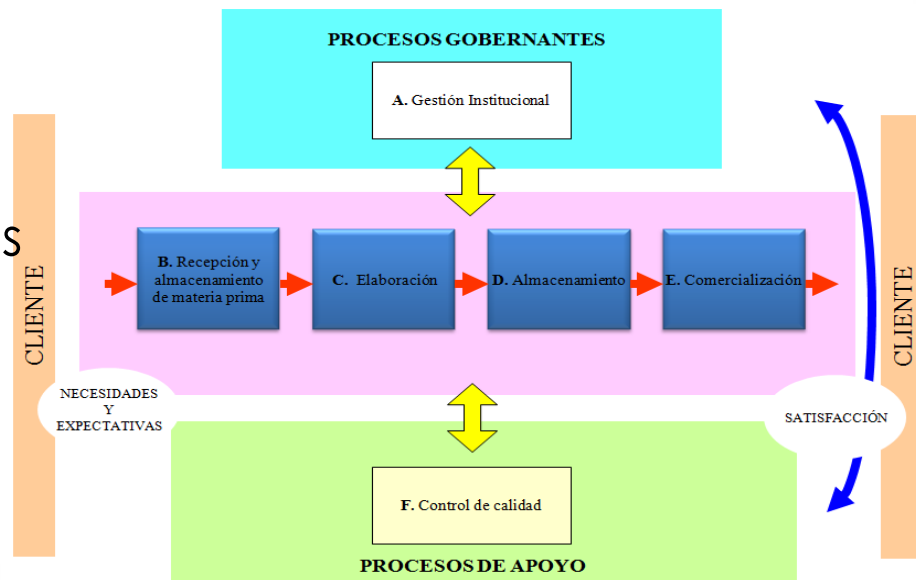 PROCESOS GOBERNANTES
A. Gestión Institucional
S
CLIENTE
B. Recepción y
almacenamiento
de materia prima
C. Elaboración
D. Almacenamiento
E. Comercialización
CLIENTE
NECESIDADES
Y
EXPECTATIVAS
SATISFACCIÓN
F. Control de calidad
PROCESOS DE APOYO